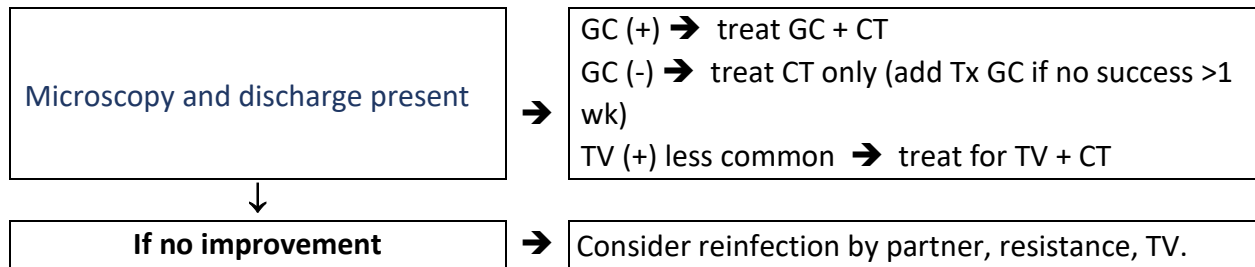 GC (+) ➔ treat GC + CT
Microscopy and discharge present ➔ GC (-) ➔ treat CT only (add Tx GC if no success >1
wk)
TV (+) less common ➔ treat for TV + CT
↓
If no improvement ➔ Consider reinfection by partner, resistance, TV.